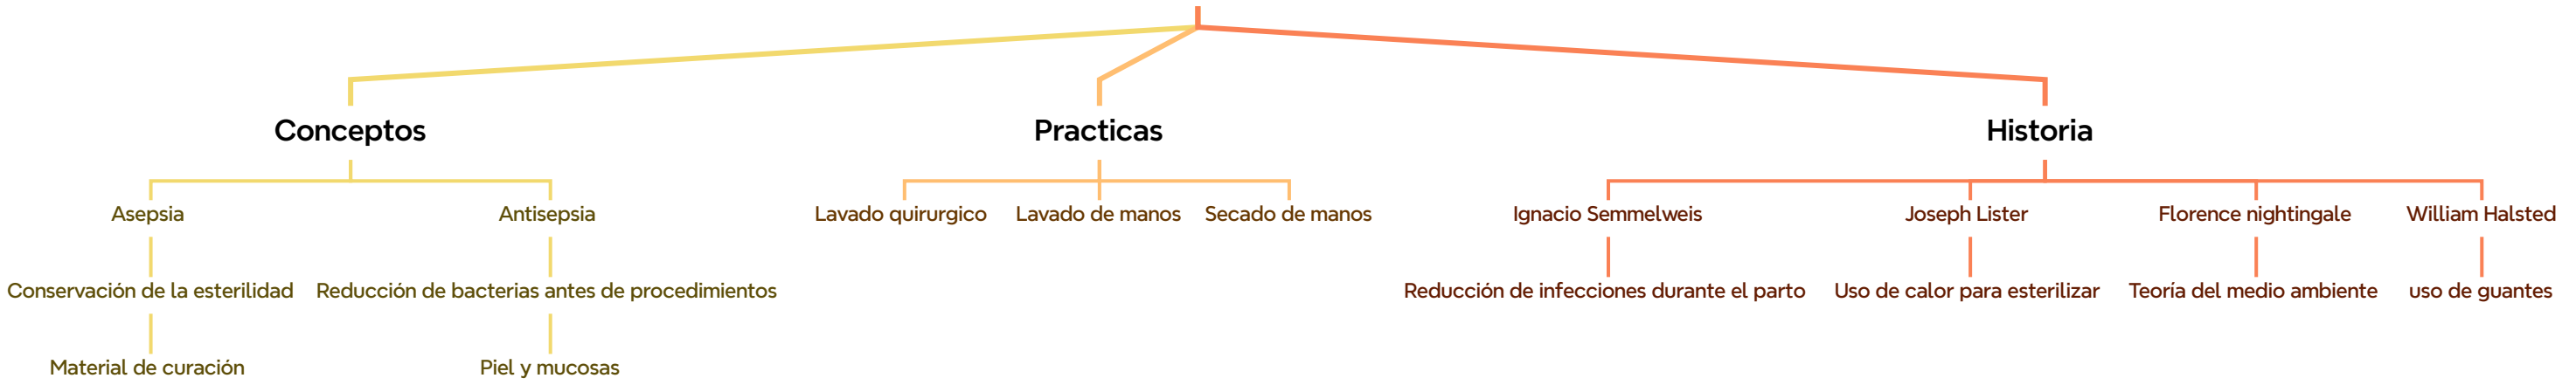 Conceptos
Practicas
Historia
Asepsia
Antisepsia
Lavado quirurgico
Lavado de manos
Secado de manos
Ignacio Semmelweis
Joseph Lister
Florence nightingale
William Halsted
Conservación de la esterilidad
Reducción de bacterias antes de procedimientos
Reducción de infecciones durante el parto
Uso de calor para esterilizar
Teoría del medio ambiente
uso de guantes
Material de curación
Piel y mucosas